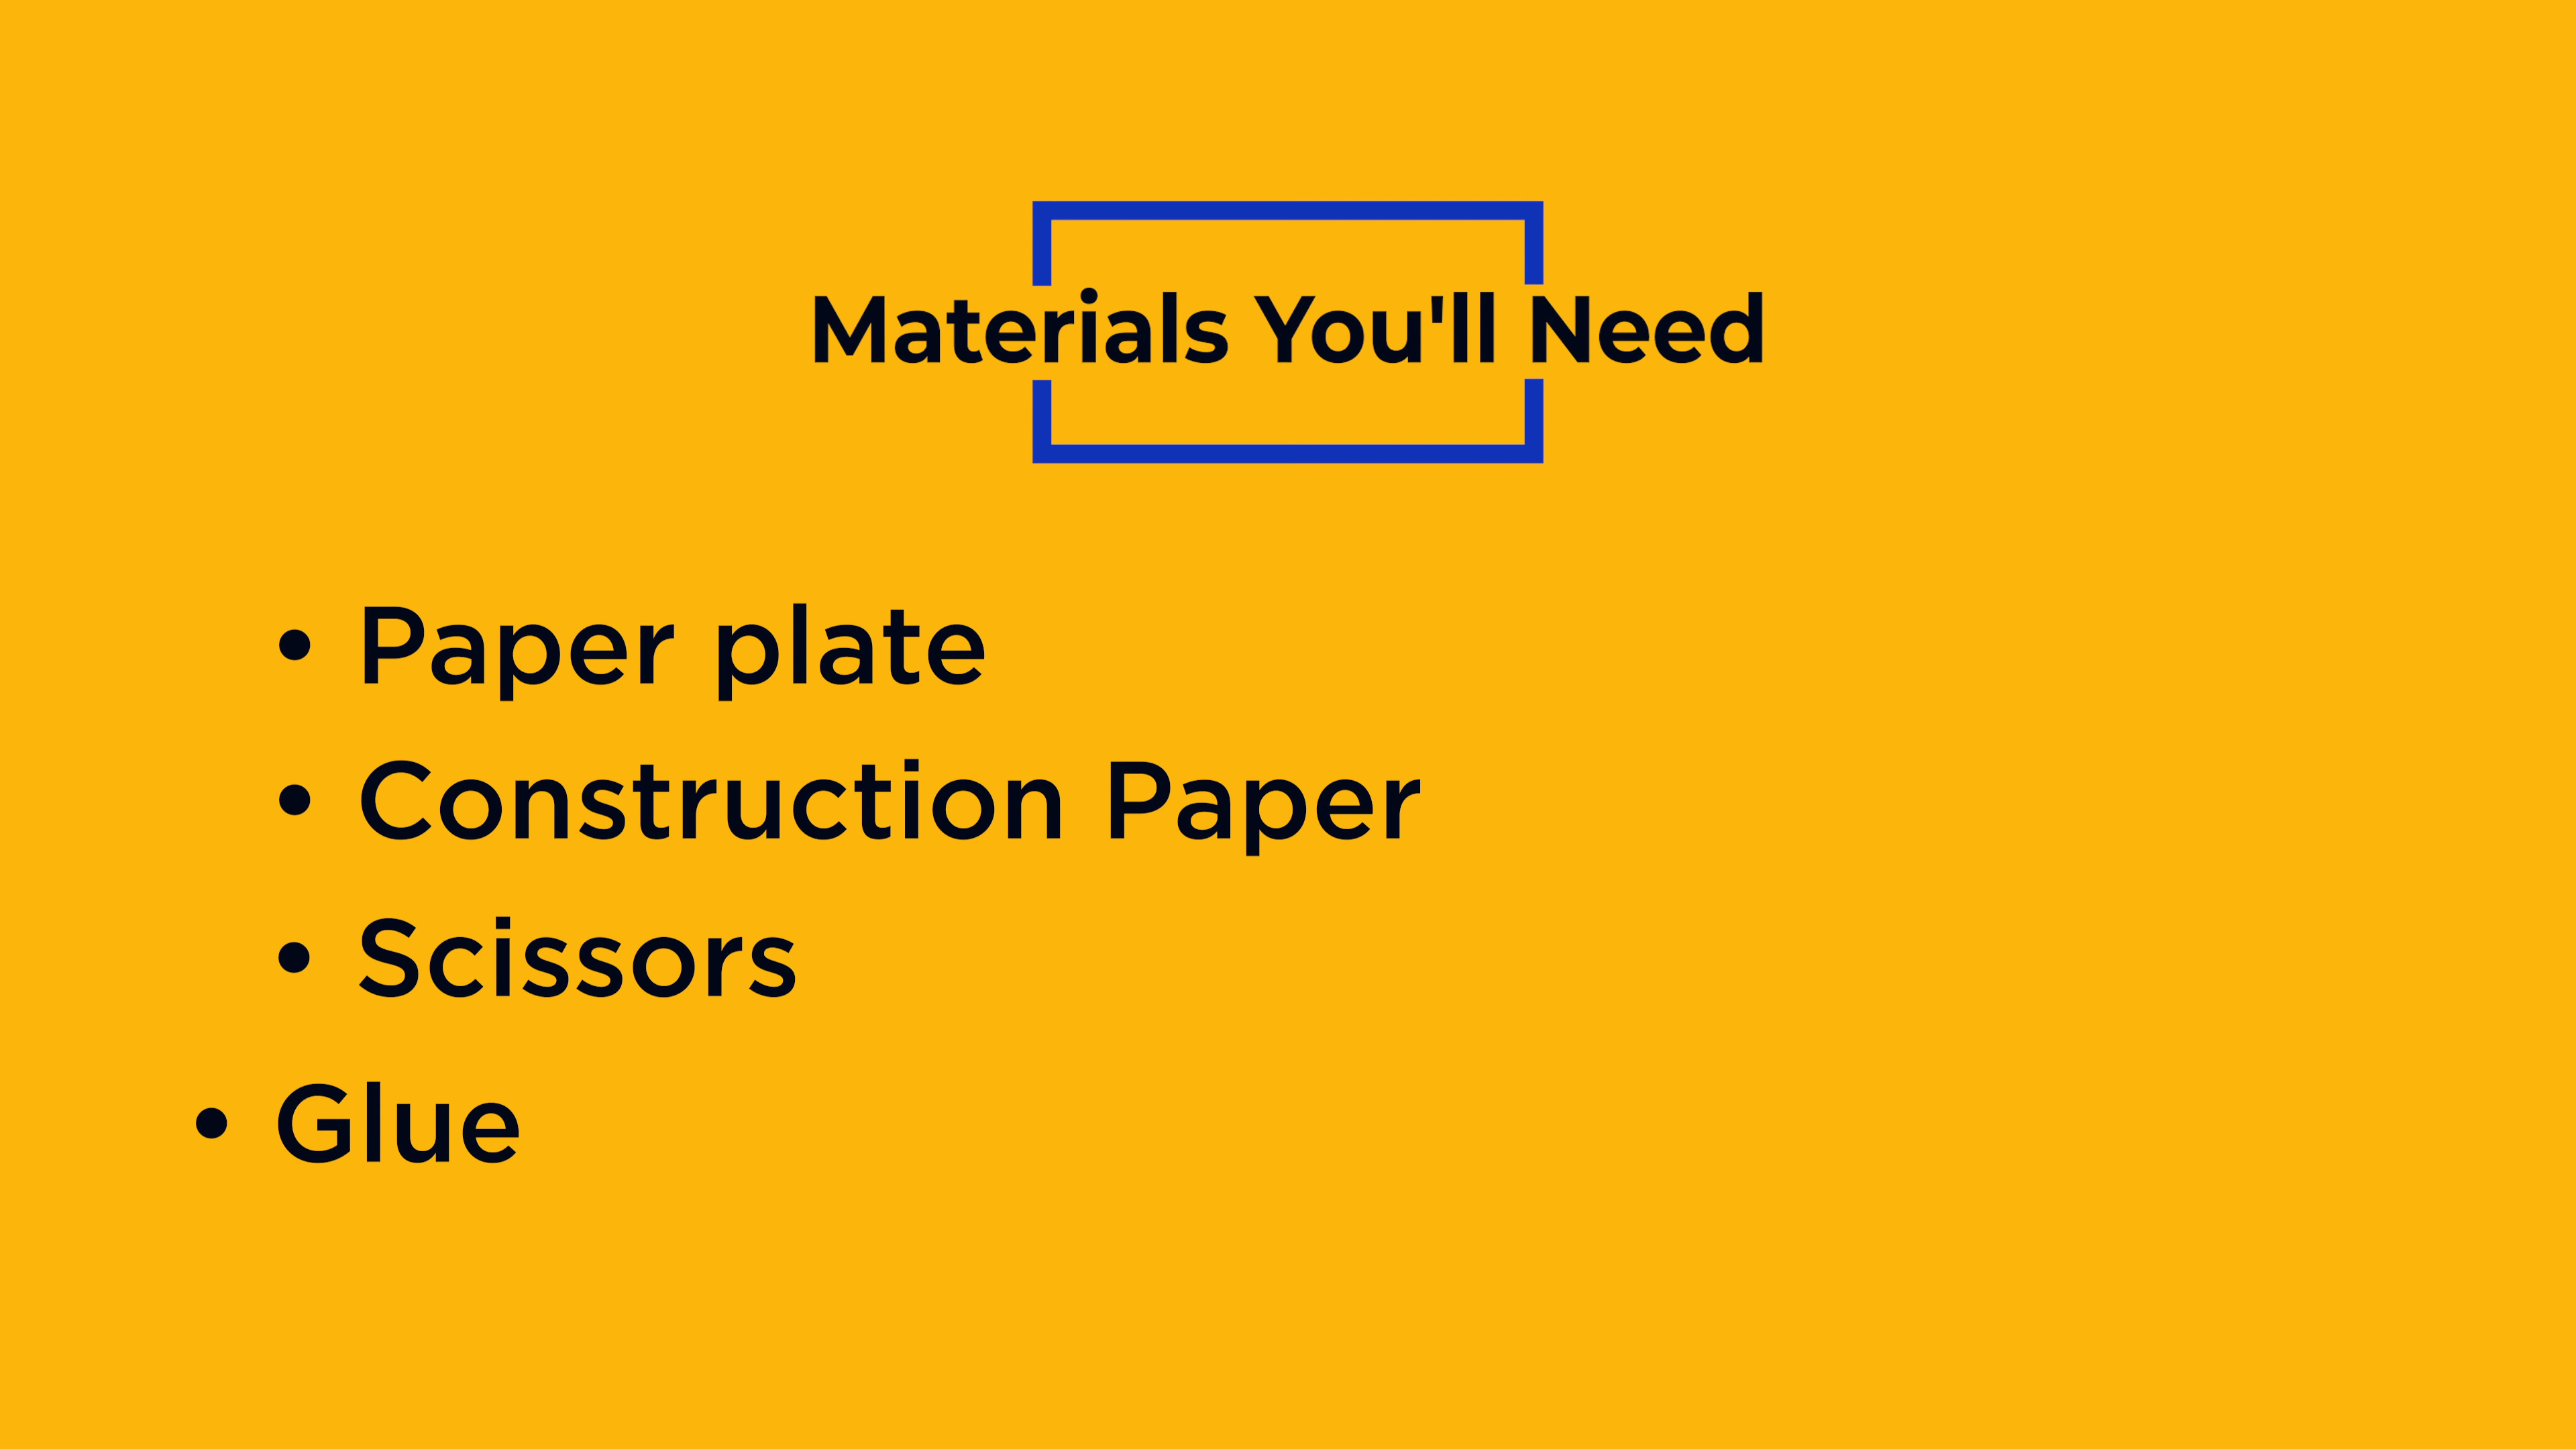 Materials You'll Need
• Paper plate
• Construction Paper
• Scissors
• Glue